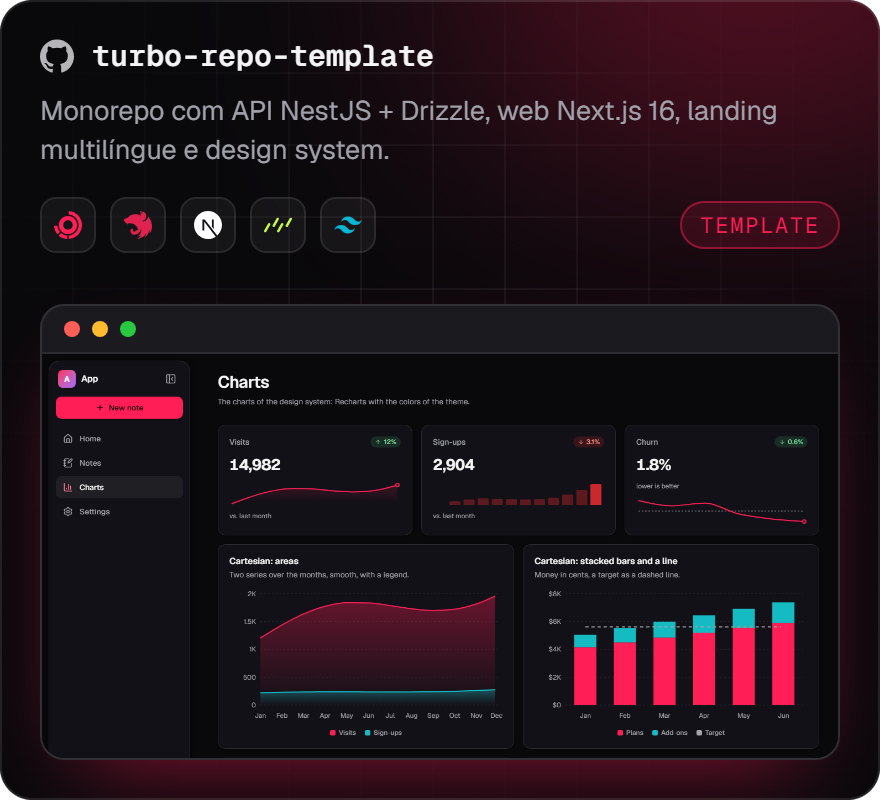 turbo-repo-template
Monorepo com API NestJS + Drizzle, web Next.js 16, landing
multilíngue e design system.
N
TEMPLATE
A App
+ New note
Home
Notes
Charts
Settings
Charts
The charts of the design system: Recharts with the colors of the theme.
Visits ↑ 12%
14,982
vs. last month
Sign-ups ↓ 3.1%
2,904
vs. last month
Churn ↓ 0.6%
1.8%
lower is better
Cartesian: areas
Two series over the months, smooth, with a legend.
2K
1.5K
1K
500
0
Jan Feb Mar Apr May Jun Jul Aug Sep Oct Nov Dec
Visits Sign-ups
Cartesian: stacked bars and a line
Money in cents, a target as a dashed line.
$8K
$6K
$4K
$2K
$0
Jan Feb Mar Apr May Jun
Plans Add-ons Target